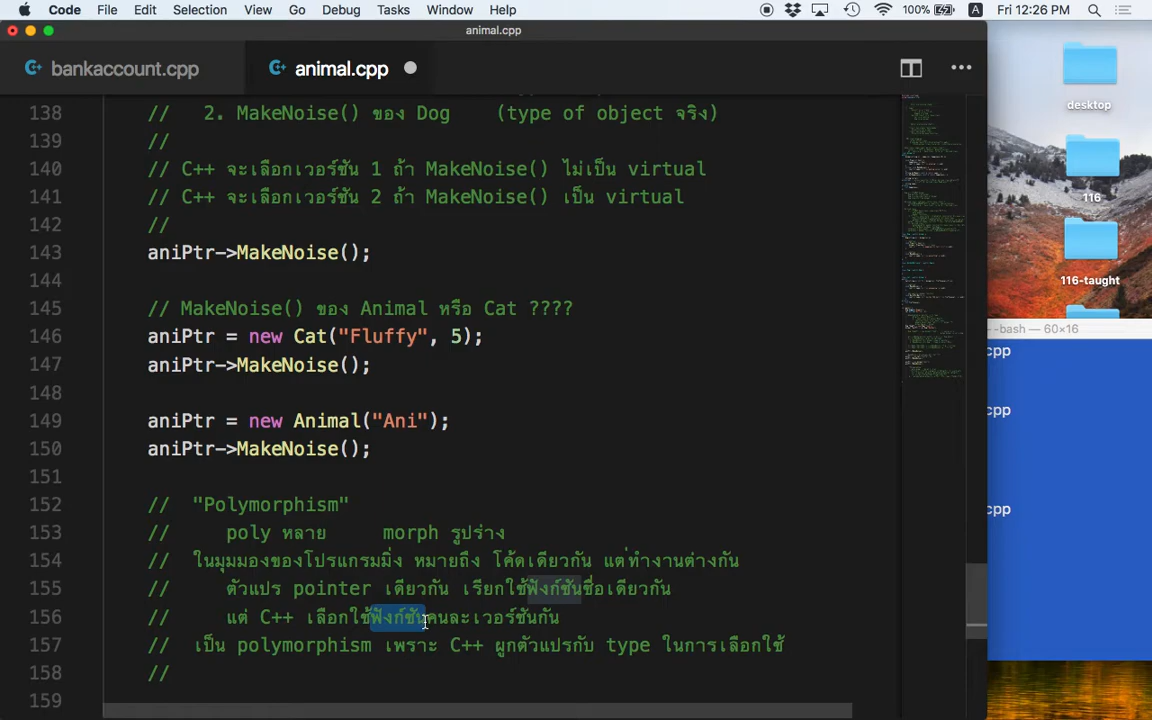 Code File Edit Selection View Go Debug Tasks Window Help 100% A Fri 12:26 PM
animal.cpp
bankaccount.cpp animal.cpp
138 // 2. MakeNoise() ของ Dog (type of object จริง)
139 //
140 // C++ จะเลือกเวอร์ชัน 1 ถ้า MakeNoise() ไม่เป็น virtual
141 // C++ จะเลือกเวอร์ชัน 2 ถ้า MakeNoise() เป็น virtual
142 //
143 aniPtr->MakeNoise();
144
145 // MakeNoise() ของ Animal หรือ Cat ????
146 aniPtr = new Cat("Fluffy", 5);
147 aniPtr->MakeNoise();
148
149 aniPtr = new Animal("Ani");
150 aniPtr->MakeNoise();
151
152 // "Polymorphism"
153 // poly หลาย morph รูปร่าง
154 // ในมุมมองของโปรแกรมมิ่ง หมายถึง โค้ดเดียวกัน แต่ทำงานต่างกัน
155 // ตัวแปร pointer เดียวกัน เรียกใช้ฟังก์ชันชื่อเดียวกัน
156 // แต่ C++ เลือกใช้ฟังก์ชันคนละเวอร์ชันกัน
157 // เป็น polymorphism เพราะ C++ ผูกตัวแปรกับ type ในการเลือกใช้
158 //
159
desktop
116
116-taught
-bash — 60×16
cpp
cpp
cpp